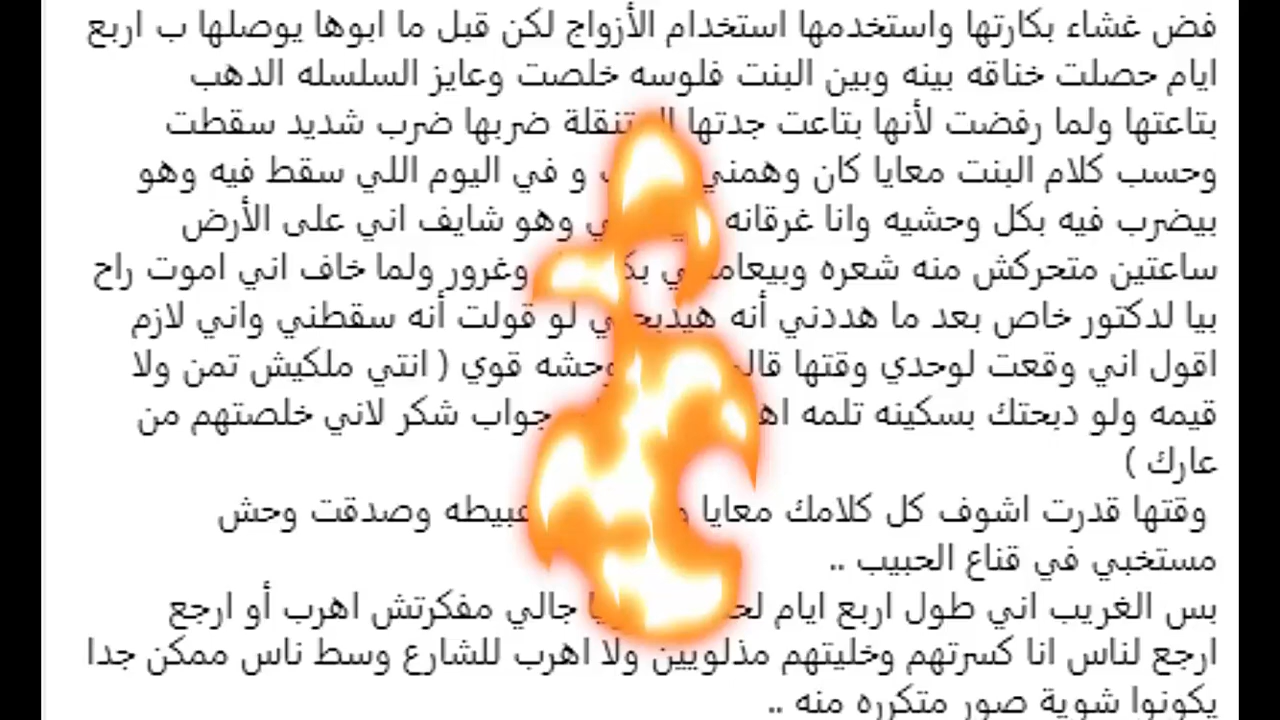 فض غشاء بكارتها واستخدمها استخدام الأزواج لكن قبل ما ابوها يوصلها ب اربع
ايام حصلت خناقه بينه وبين البنت فلوسه خلصت وعايز السلسله الدهب
بتاعتها ولما رفضت لأنها بتاعت جدتها ضربها ضرب شديد سقطت
وحسب كلام البنت معايا كان وهمني و في اليوم اللي سقط فيه وهو
بيضرب فيه بكل وحشيه وانا غرقانه وهو شايف اني على الأرض
ساعتين متحركش منه شعره وغرور ولما خاف اني اموت راح
بيا لدكتور خاص بعد ما هددني أنه هيدبحني لو قولت أنه سقطني واني لازم
اقول اني وقعت لوحدي وقتها قوي ( انتي ملكيش تمن ولا
قيمه ولو دبحتك بسكينه تلمه جواب شكر لاني خلصتهم من
عارك )
وقتها قدرت اشوف كل كلامك معايا وصدقت وحش
مستخبي في قناع الحبيب ..
بس الغريب اني طول اربع ايام جالي مفكرتش اهرب أو ارجع
ارجع لناس انا كسرتهم وخليتهم مذلويين ولا اهرب للشارع وسط ناس ممكن جدا
يكونوا شوية صور متكرره منه ..